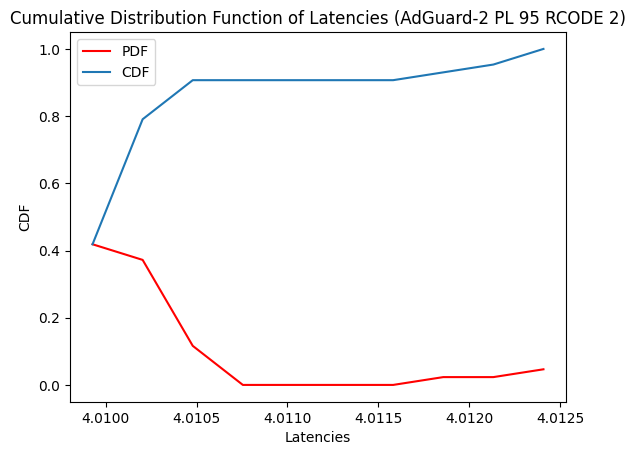 Cumulative Distribution Function of Latencies (AdGuard-2 PL 95 RCODE 2)
PDF
CDF
1.0
0.8
0.6
0.4
0.2
0.0
CDF
4.0100
4.0105
4.0110
4.0115
4.0120
4.0125
Latencies